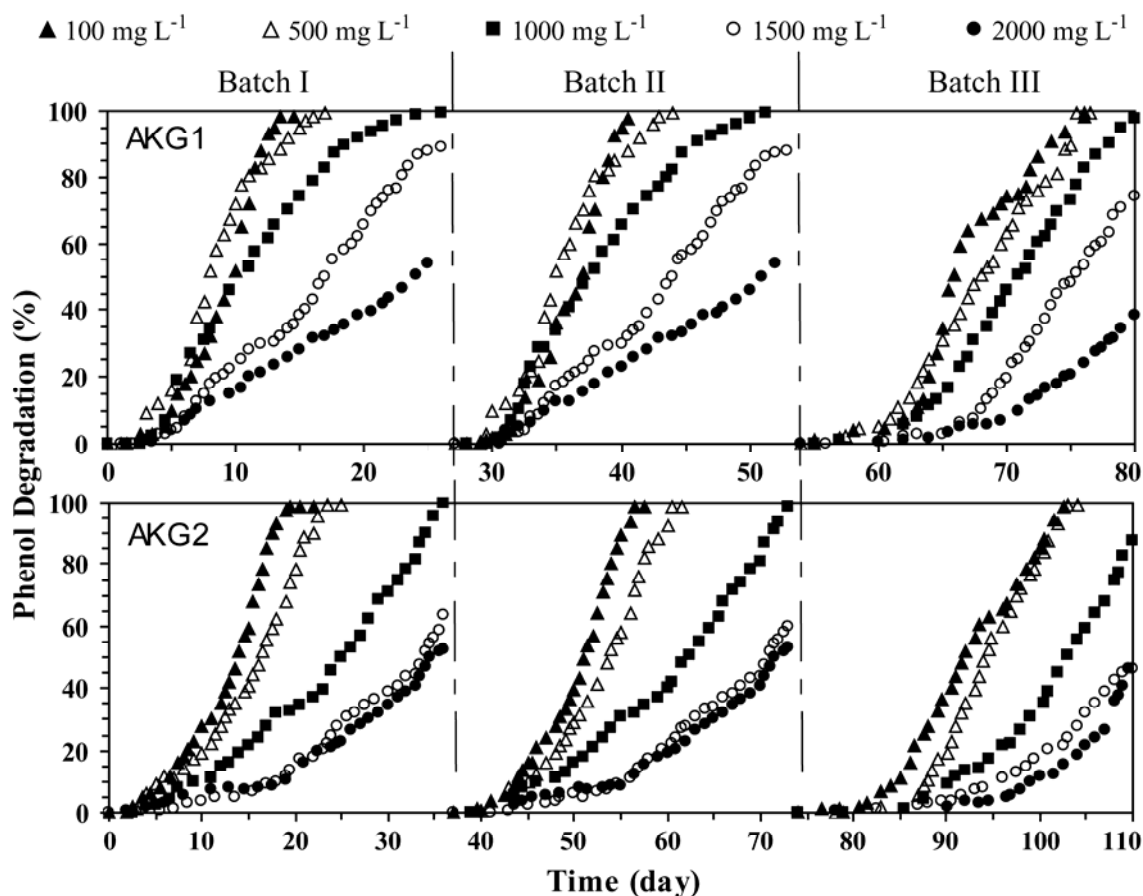 100 mg L-1 500 mg L-1 1000 mg L-1 1500 mg L-1 2000 mg L-1
Batch I Batch II Batch III
AKG1
100
80
60
40
20
0
0 10 20 30 40 50 60 70 80
AKG2
100
80
60
40
20
0
0 10 20 30 40 50 60 70 80 90 100 110
Phenol Degradation (%)
Time (day)